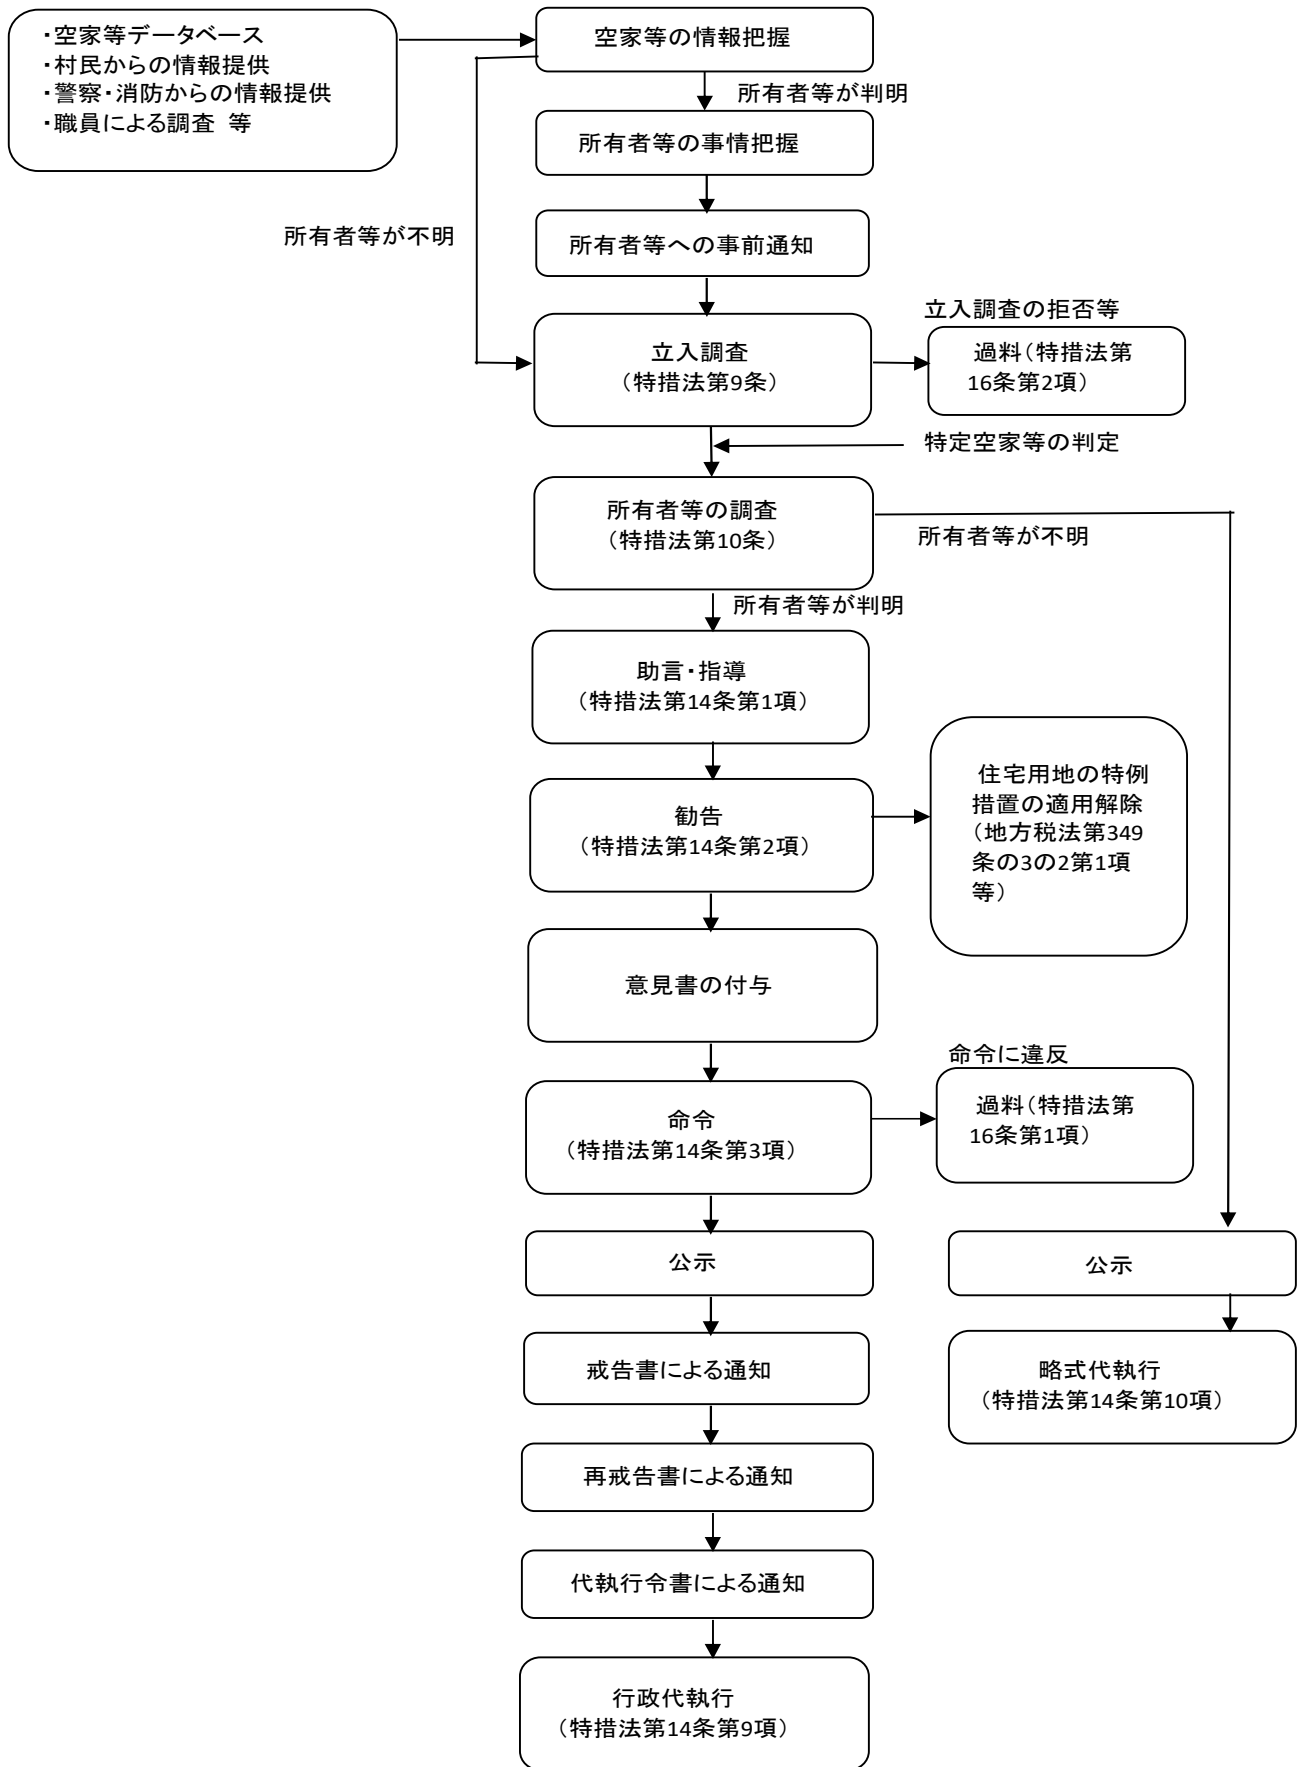 ・空家等データベース
・村民からの情報提供
・警察・消防からの情報提供
・職員による調査 等
空家等の情報把握
所有者等が判明
所有者等の事情把握
所有者等が不明
所有者等への事前通知
立入調査の拒否等
立入調査
（特措法第9条）
過料（特措法第
16条第2項）
特定空家等の判定
所有者等の調査
（特措法第10条）
所有者等が不明
所有者等が判明
助言・指導
（特措法第14条第1項）
勧告
（特措法第14条第2項）
住宅用地の特例
措置の適用解除
（地方税法第349
条の3の2第1項
等）
意見書の付与
命令に違反
命令
（特措法第14条第3項）
過料（特措法第
16条第1項）
公示
公示
戒告書による通知
略式代執行
（特措法第14条第10項）
再戒告書による通知
代執行令書による通知
行政代執行
（特措法第14条第9項）